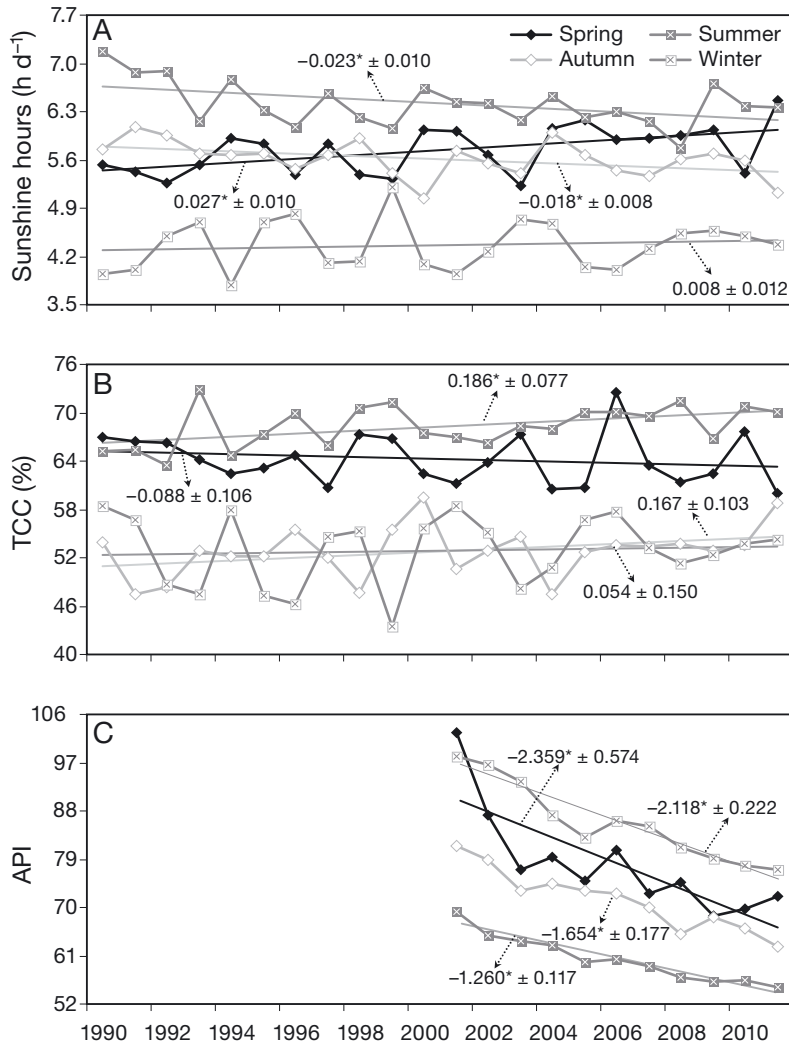 A
Spring
Summer
Autumn
Winter
−0.023* ± 0.010
0.027* ± 0.010
−0.018* ± 0.008
0.008 ± 0.012
Sunshine hours (h d–1)
7.7
7.0
6.3
5.6
4.9
4.2
3.5
B
0.186* ± 0.077
−0.088 ± 0.106
0.167 ± 0.103
0.054 ± 0.150
TCC (%)
76
70
64
58
52
46
40
C
−2.359* ± 0.574
−2.118* ± 0.222
−1.654* ± 0.177
−1.260* ± 0.117
API
106
97
88
79
70
61
52
1990 1992 1994 1996 1998 2000 2002 2004 2006 2008 2010